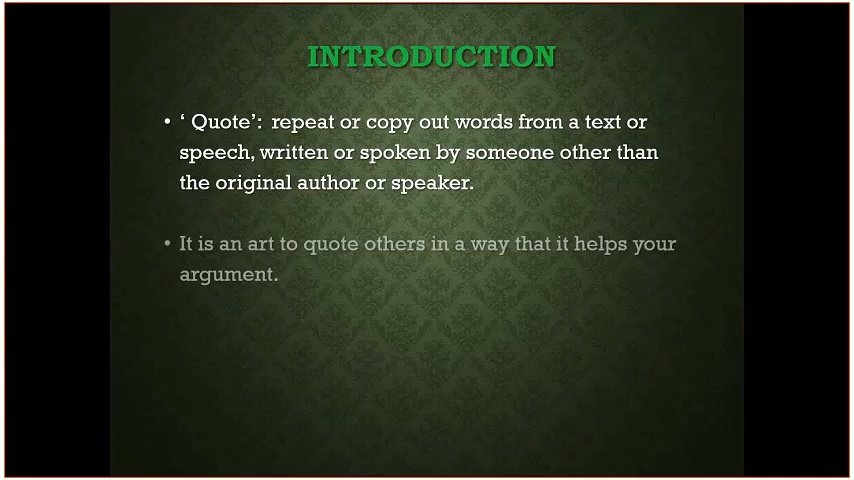 INTRODUCTION
• ‘ Quote’: repeat or copy out words from a text or
speech, written or spoken by someone other than
the original author or speaker.
• It is an art to quote others in a way that it helps your
argument.